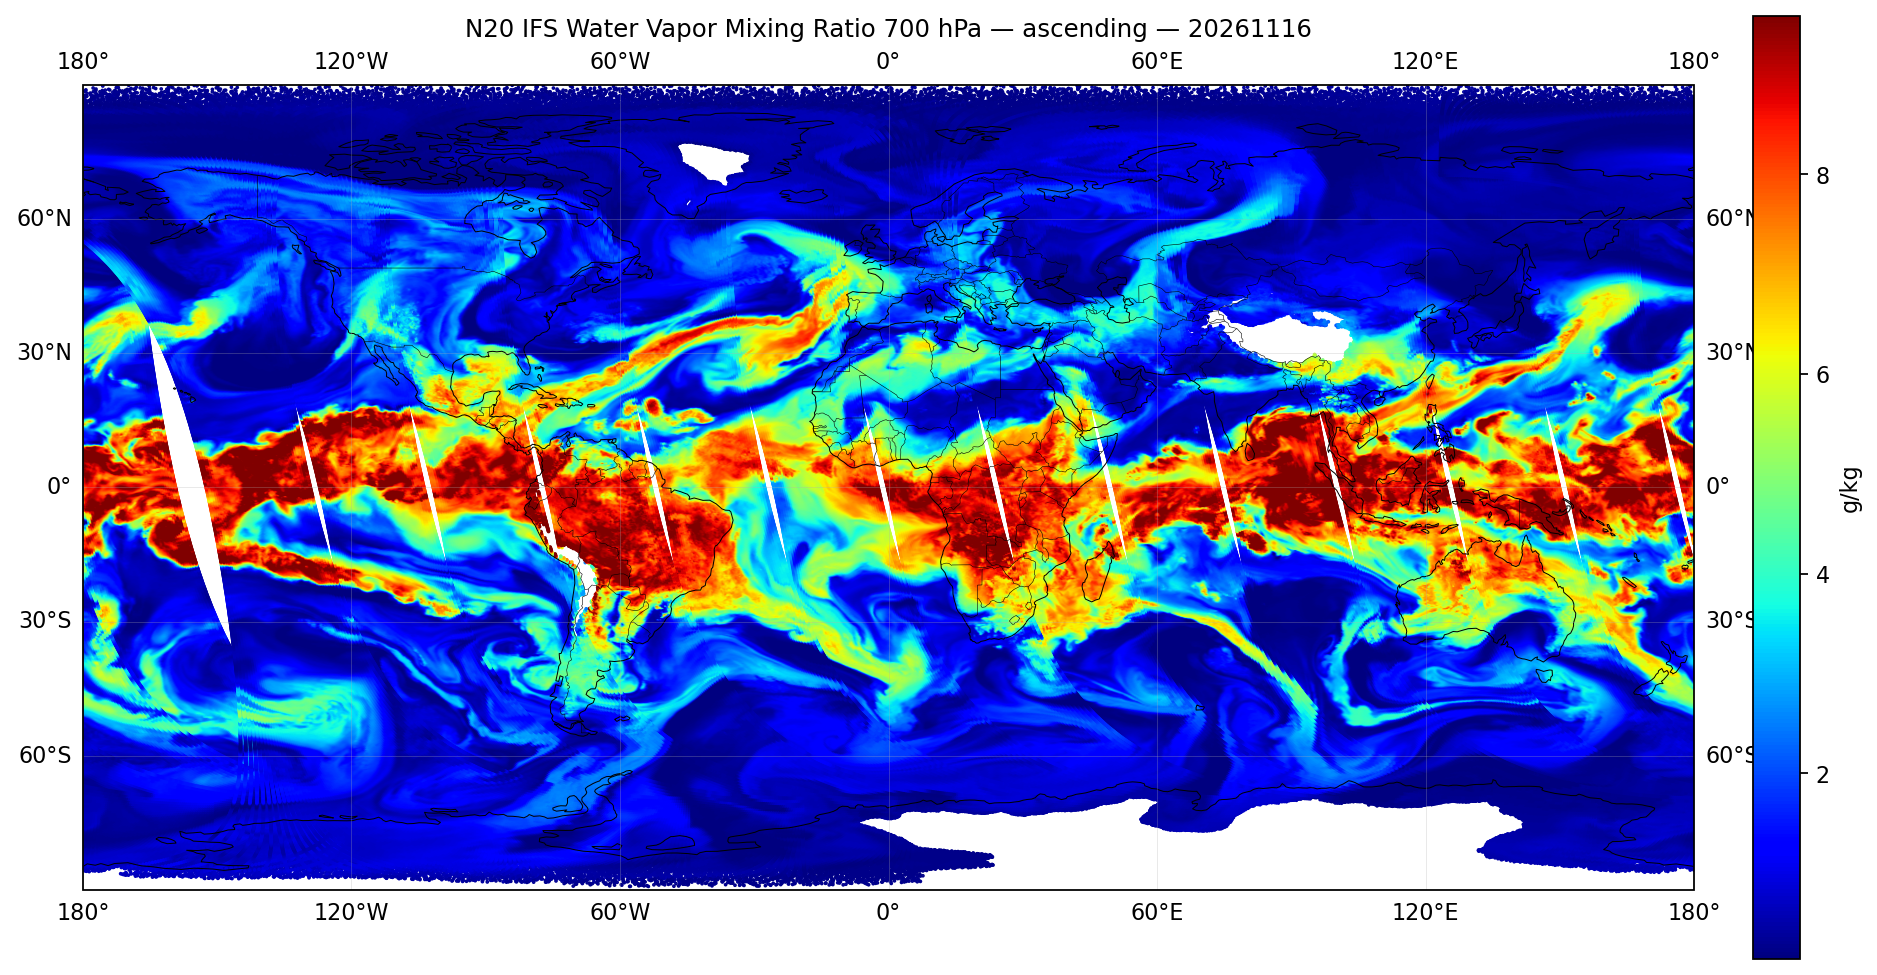 N20 IFS Water Vapor Mixing Ratio 700 hPa — ascending — 20261116
180° 120°W 60°W 0° 60°E 120°E 180°
60°N 60°N
30°N 30°N
0° 0°
30°S 30°S
60°S 60°S
180° 120°W 60°W 0° 60°E 120°E 180°
8
6
4
2
g/kg